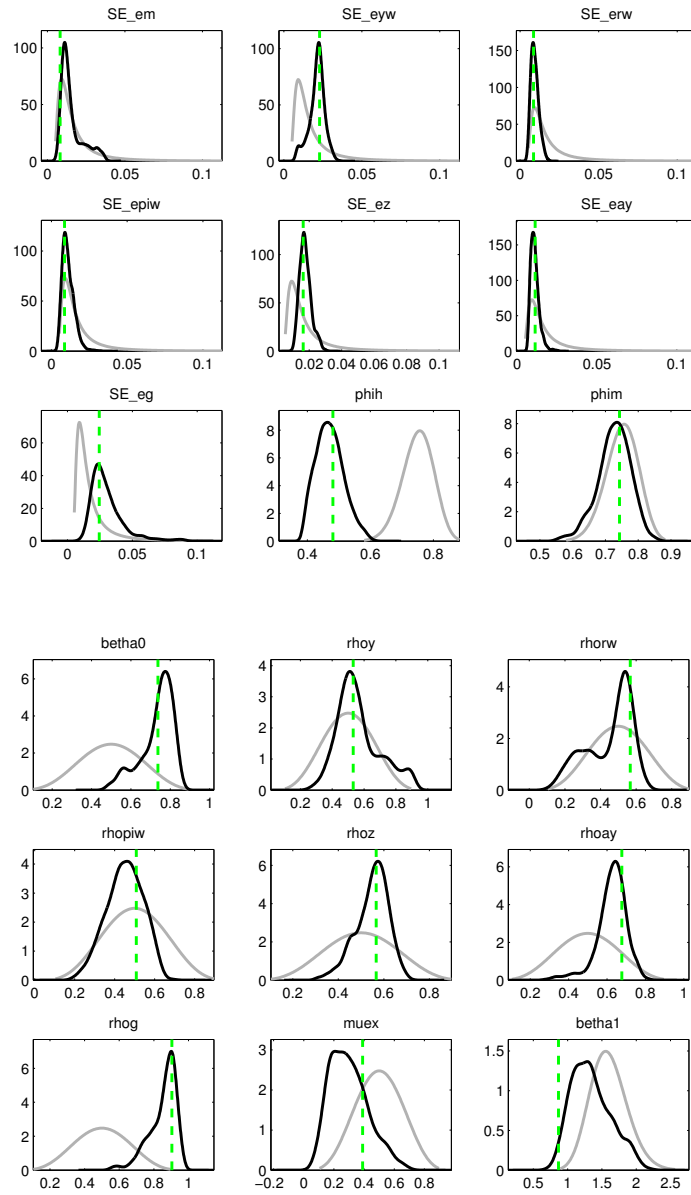 SE_em SE_eyw SE_erw
100 50 0
100 50 0
150 100 50 0
0 0.05 0.1
0 0.05 0.1
0 0.05 0.1
SE_epiw SE_ez SE_eay
100 50 0
100 50 0
150 100 50 0
0 0.05 0.1
0.02 0.04 0.06 0.08 0.1
0 0.05 0.1
SE_eg phih phim
60 40 20 0
8 6 4 2 0
8 6 4 2 0
0 0.05 0.1
0.4 0.6 0.8
0.5 0.6 0.7 0.8 0.9
betha0 rhoy rhorw
6 4 2 0
4 3 2 1 0
4 2 0
0.2 0.4 0.6 0.8 1
0.2 0.4 0.6 0.8 1
0 0.2 0.4 0.6 0.8
rhopiw rhoz rhoay
4 3 2 1 0
6 4 2 0
6 4 2 0
0 0.2 0.4 0.6 0.8
0.2 0.4 0.6 0.8
0.2 0.4 0.6 0.8 1
rhog muex betha1
6 4 2 0
3 2 1 0
1.5 1 0.5 0
0.2 0.4 0.6 0.8 1
−0.2 0 0.2 0.4 0.6 0.8
0.5 1 1.5 2 2.5